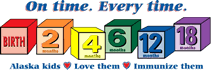 On time. Every time.
BIRTH 2 months 4 months 6 months 12 months 18 months
Alaska kids Love them Immunize them